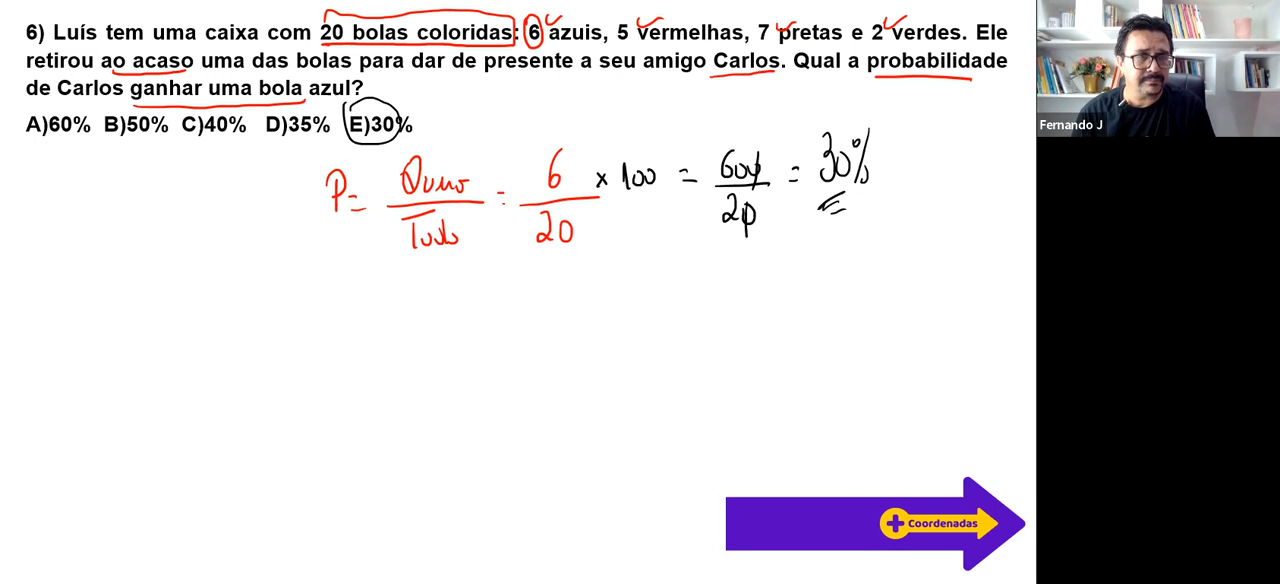 6) Luís tem uma caixa com 20 bolas coloridas: 6 azuis, 5 vermelhas, 7 pretas e 2 verdes. Ele
retirou ao acaso uma das bolas para dar de presente a seu amigo Carlos. Qual a probabilidade
de Carlos ganhar uma bola azul?
A)60% B)50% C)40% D)35% E)30%
P= Quero / Tudo = 6 / 20 x 100 = 600 / 20 = 30%
Fernando J
+ Coordenadas